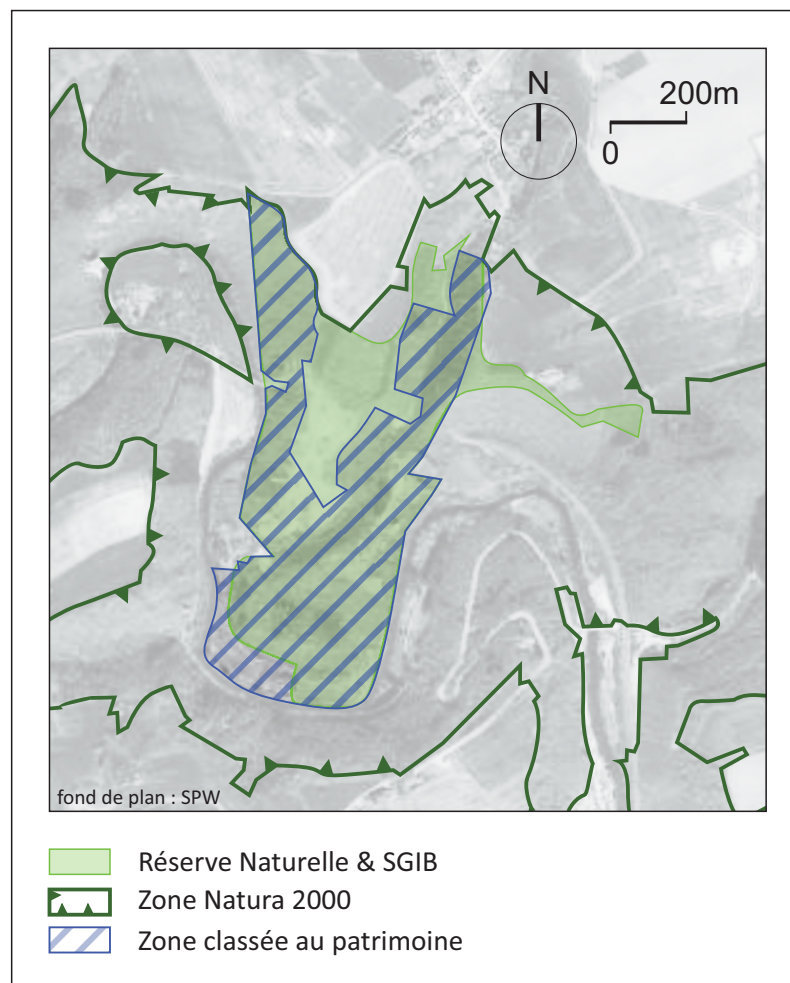 N
200m
0
fond de plan : SPW
Réserve Naturelle & SGIB
Zone Natura 2000
Zone classée au patrimoine